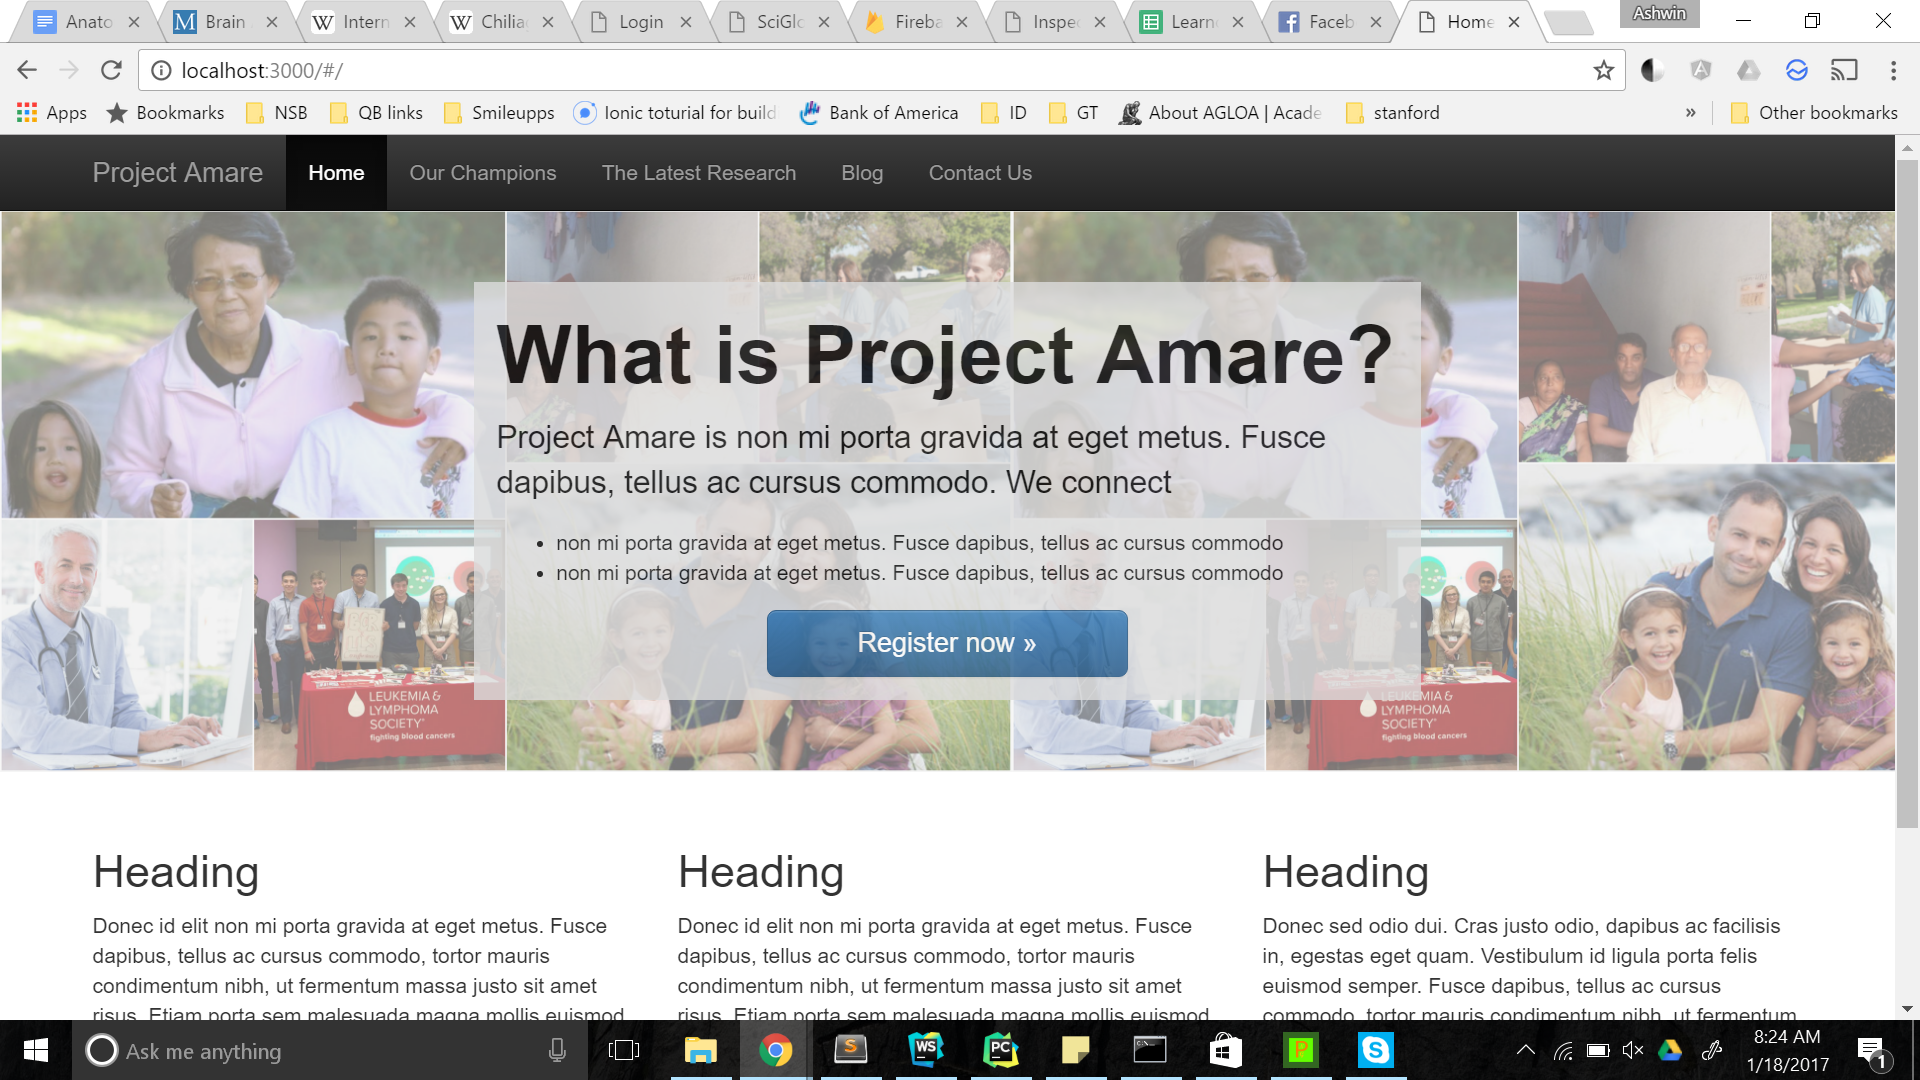 Anato
Brain
Intern
Chilia
Login
SciGlo
Fireba
Inspe
Learn
Faceb
Home
Ashwin
localhost:3000/#/
Apps
Bookmarks
NSB
QB links
Smileupps
Ionic toturial for build
Bank of America
ID
GT
About AGLOA | Acade
stanford
»
Other bookmarks
Project Amare
Home
Our Champions
The Latest Research
Blog
Contact Us
What is Project Amare?
Project Amare is non mi porta gravida at eget metus. Fusce
dapibus, tellus ac cursus commodo. We connect
• non mi porta gravida at eget metus. Fusce dapibus, tellus ac cursus commodo
• non mi porta gravida at eget metus. Fusce dapibus, tellus ac cursus commodo
Register now »
LEUKEMIA &
LYMPHOMA
SOCIETY
fighting blood cancers
LEUKEMIA &
LYMPHOMA
SOCIETY
fighting blood cancers
Heading
Donec id elit non mi porta gravida at eget metus. Fusce
dapibus, tellus ac cursus commodo, tortor mauris
condimentum nibh, ut fermentum massa justo sit amet
risus. Etiam porta sem malesuada magna mollis euismod
Heading
Donec id elit non mi porta gravida at eget metus. Fusce
dapibus, tellus ac cursus commodo, tortor mauris
condimentum nibh, ut fermentum massa justo sit amet
risus. Etiam porta sem malesuada magna mollis euismod
Heading
Donec sed odio dui. Cras justo odio, dapibus ac facilisis
in, egestas eget quam. Vestibulum id ligula porta felis
euismod semper. Fusce dapibus, tellus ac cursus
commodo, tortor mauris condimentum nibh, ut fermentum
Ask me anything
S
WS
PC
P
S
8:24 AM
1/18/2017
1